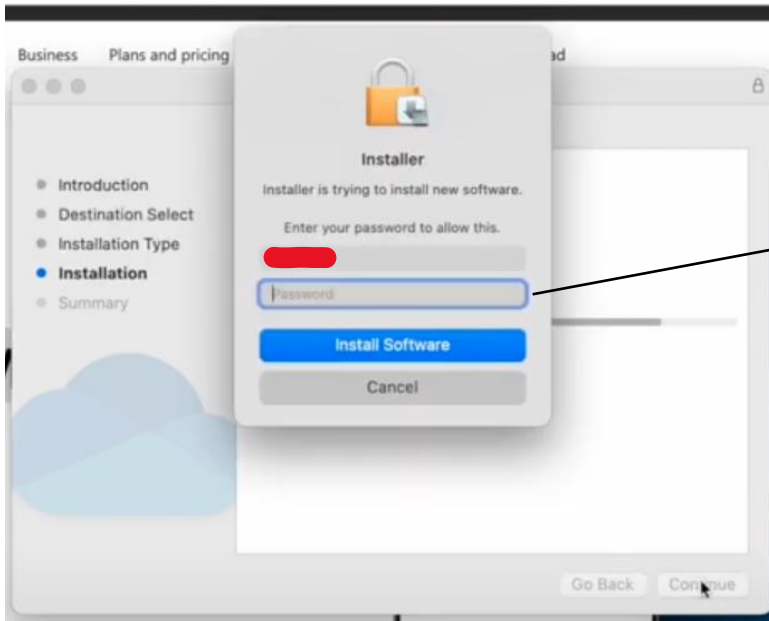 Business Plans and pricing
ad
Installer
Installer is trying to install new software.
Enter your password to allow this.
Password
Install Software
Cancel
Introduction
Destination Select
Installation Type
Installation
Summary
Go Back Continue